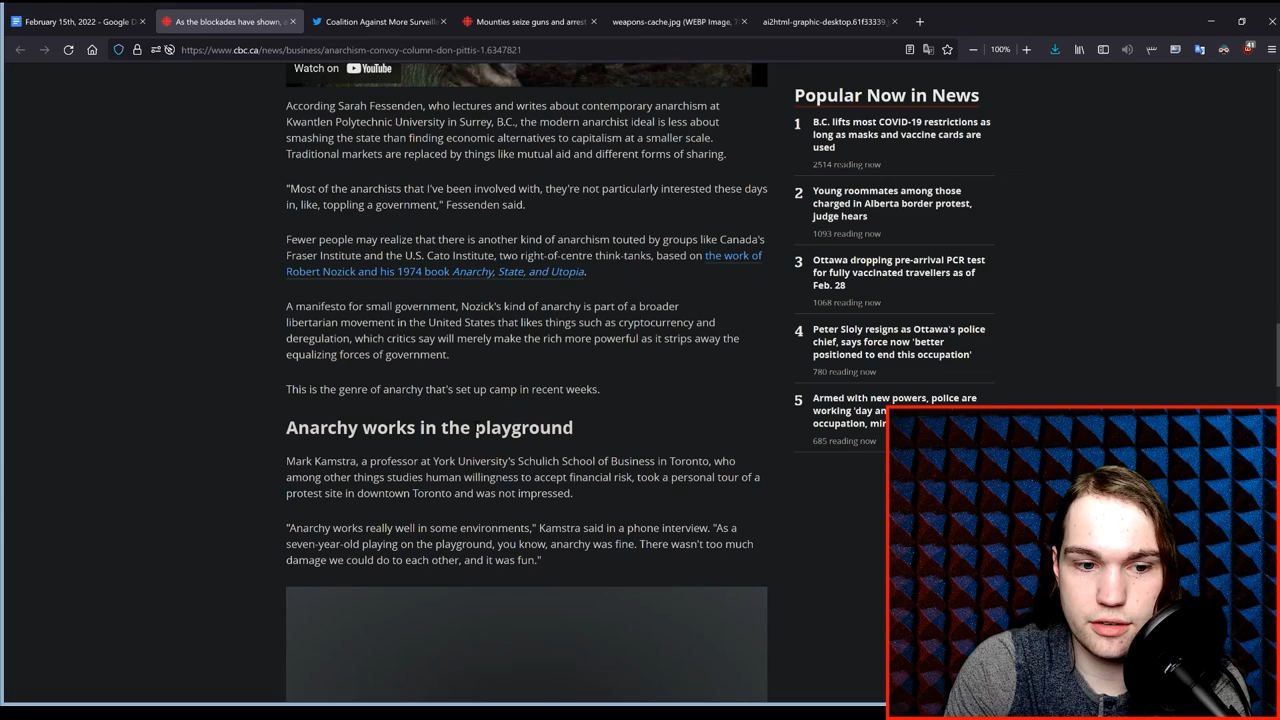 February 15th, 2022 - Google D
As the blockades have shown, a
Coalition Against More Surveilla
Mounties seize guns and arrest
weapons-cache.jpg (WEBP Image, 7
ai2html-graphic-desktop.61f33339.j
https://www.cbc.ca/news/business/anarchism-convoy-column-don-pittis-1.6347821
100%
41
Watch on YouTube
According Sarah Fessenden, who lectures and writes about contemporary anarchism at
Kwantlen Polytechnic University in Surrey, B.C., the modern anarchist ideal is less about
smashing the state than finding economic alternatives to capitalism at a smaller scale.
Traditional markets are replaced by things like mutual aid and different forms of sharing.
"Most of the anarchists that I've been involved with, they're not particularly interested these days
in, like, toppling a government," Fessenden said.
Fewer people may realize that there is another kind of anarchism touted by groups like Canada's
Fraser Institute and the U.S. Cato Institute, two right-of-centre think-tanks, based on the work of
Robert Nozick and his 1974 book Anarchy, State, and Utopia.
A manifesto for small government, Nozick's kind of anarchy is part of a broader
libertarian movement in the United States that likes things such as cryptocurrency and
deregulation, which critics say will merely make the rich more powerful as it strips away the
equalizing forces of government.
This is the genre of anarchy that's set up camp in recent weeks.
Anarchy works in the playground
Mark Kamstra, a professor at York University's Schulich School of Business in Toronto, who
among other things studies human willingness to accept financial risk, took a personal tour of a
protest site in downtown Toronto and was not impressed.
"Anarchy works really well in some environments," Kamstra said in a phone interview. "As a
seven-year-old playing on the playground, you know, anarchy was fine. There wasn't too much
damage we could do to each other, and it was fun."
Popular Now in News
1 B.C. lifts most COVID-19 restrictions as
long as masks and vaccine cards are
used
2514 reading now
2 Young roommates among those
charged in Alberta border protest,
judge hears
1093 reading now
3 Ottawa dropping pre-arrival PCR test
for fully vaccinated travellers as of
Feb. 28
1068 reading now
4 Peter Sloly resigns as Ottawa's police
chief, says force now 'better
positioned to end this occupation'
780 reading now
5 Armed with new powers, police are
working 'day an
occupation, min
685 reading now